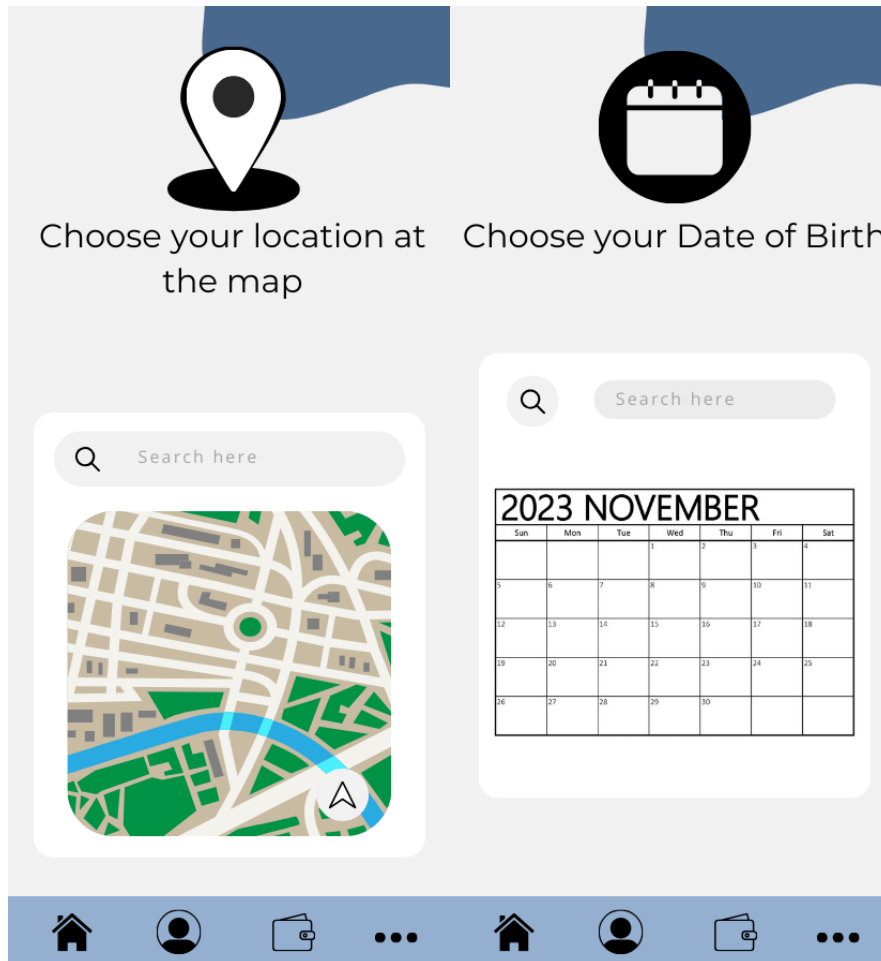 Choose your location at
the map
Search here
Choose your Date of Birth
Search here
2023 NOVEMBER
Sun Mon Tue Wed Thu Fri Sat
1 2 3 4
5 6 7 8 9 10 11
12 13 14 15 16 17 18
19 20 21 22 23 24 25
26 27 28 29 30